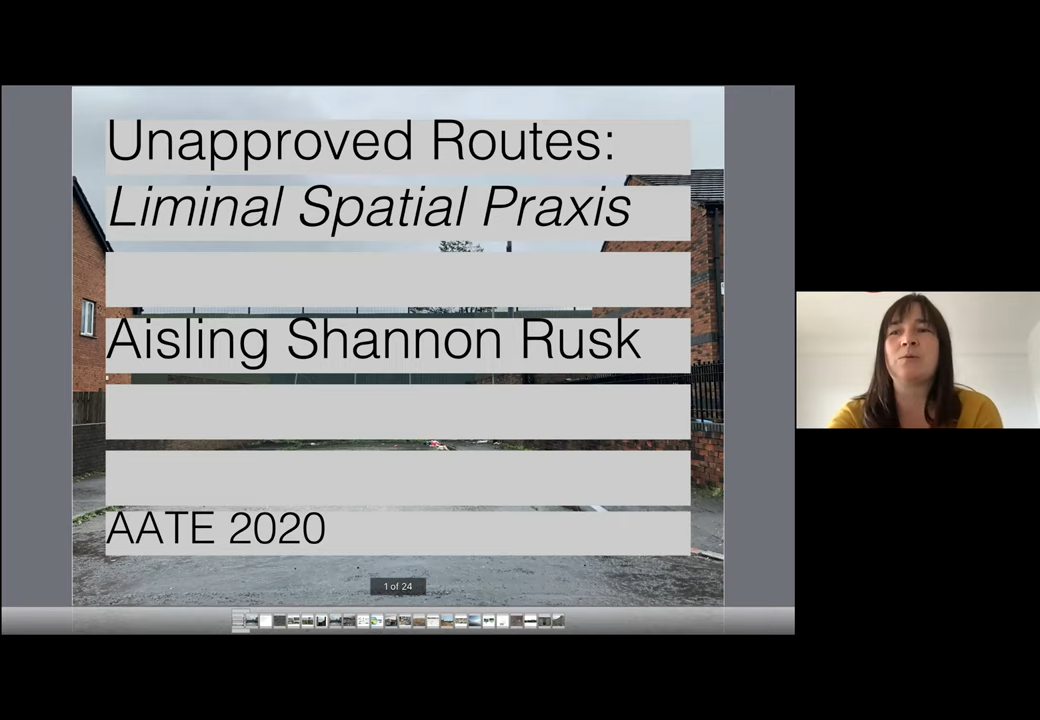 Unapproved Routes:
Liminal Spatial Praxis
Aisling Shannon Rusk
AATE 2020
1 of 24